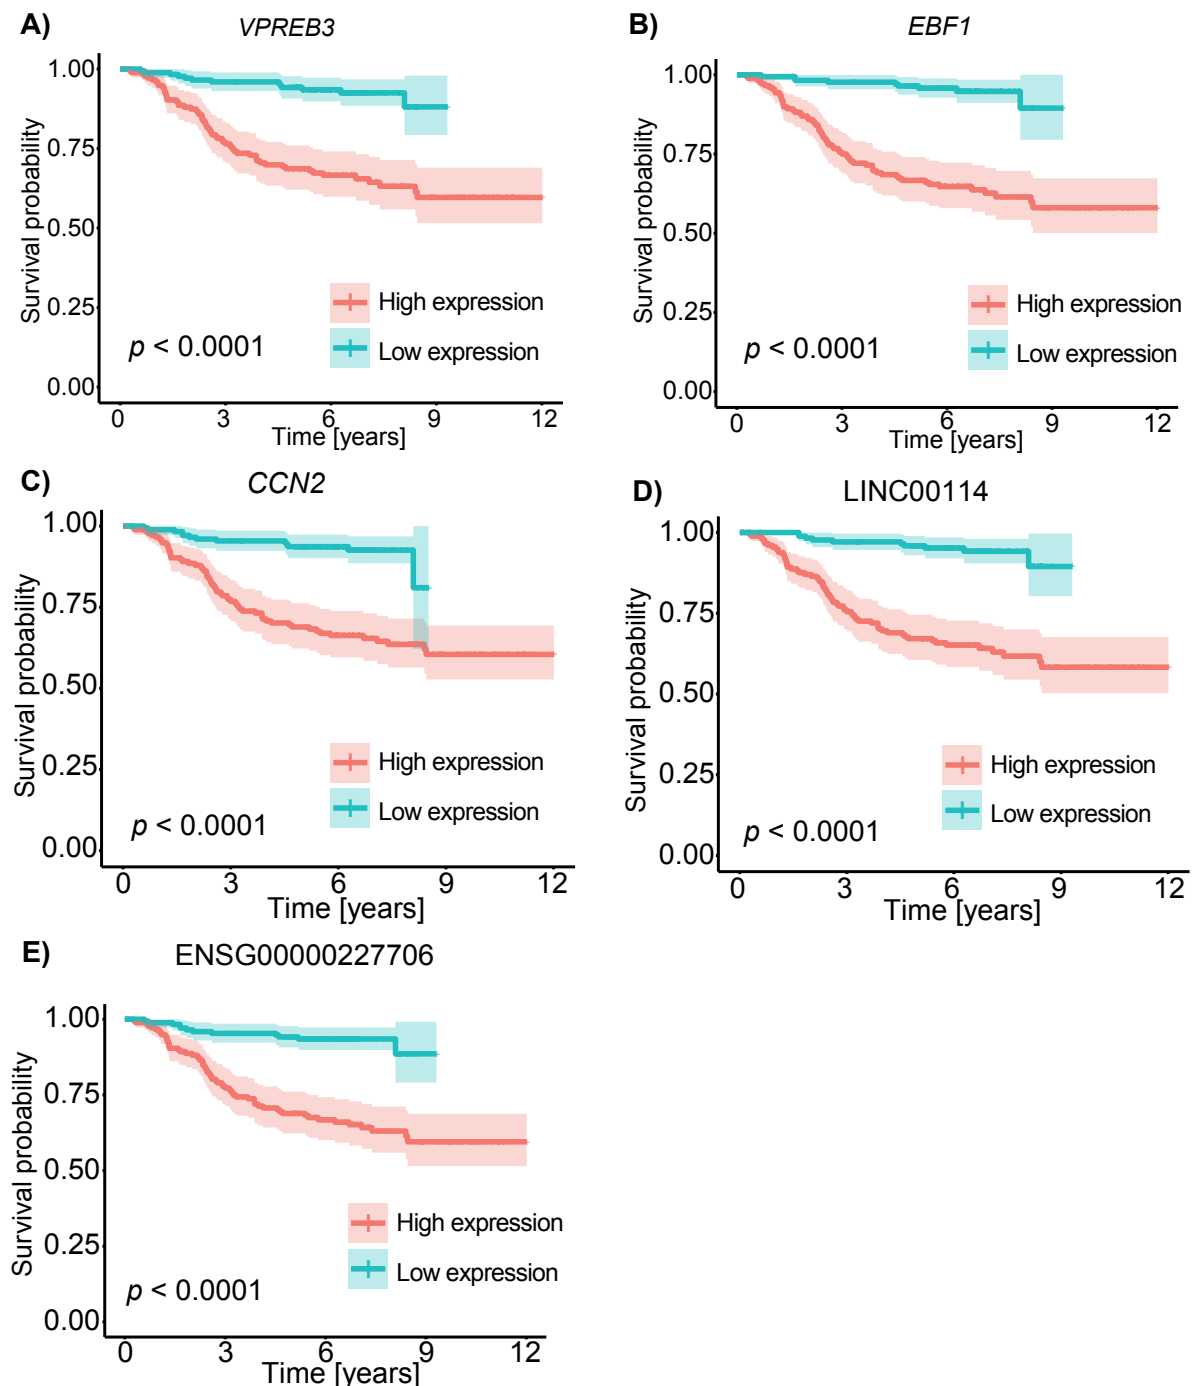 A)
VPREB3
1.00
0.75
0.50
0.25
0.00
Survival probability
High expression
Low expression
p < 0.0001
0 3 6 9 12
Time [years]
B)
EBF1
1.00
0.75
0.50
0.25
0.00
Survival probability
High expression
Low expression
p < 0.0001
0 3 6 9 12
Time [years]
C)
CCN2
1.00
0.75
0.50
0.25
0.00
Survival probability
High expression
Low expression
p < 0.0001
0 3 6 9 12
Time [years]
D)
LINC00114
1.00
0.75
0.50
0.25
0.00
Survival probability
High expression
Low expression
p < 0.0001
0 3 6 9 12
Time [years]
E)
ENSG00000227706
1.00
0.75
0.50
0.25
0.00
Survival probability
High expression
Low expression
p < 0.0001
0 3 6 9 12
Time [years]